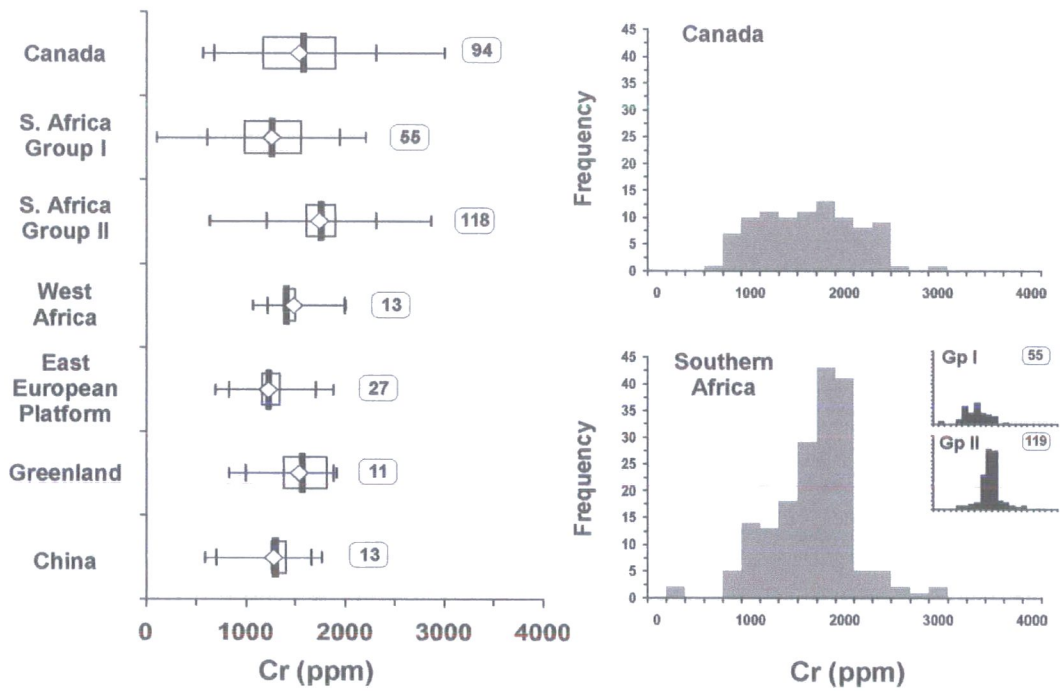 Canada
94
S. Africa
Group I
55
S. Africa
Group II
118
West
Africa
13
East
European
Platform
27
Greenland
11
China
13
0 1000 2000 3000 4000
Cr (ppm)
Canada
Frequency
45
40
35
30
25
20
15
10
5
0
0 1000 2000 3000 4000
Southern
Africa
Frequency
45
40
35
30
25
20
15
10
5
0
0 1000 2000 3000 4000
Cr (ppm)
Gp I 55
Gp II 119